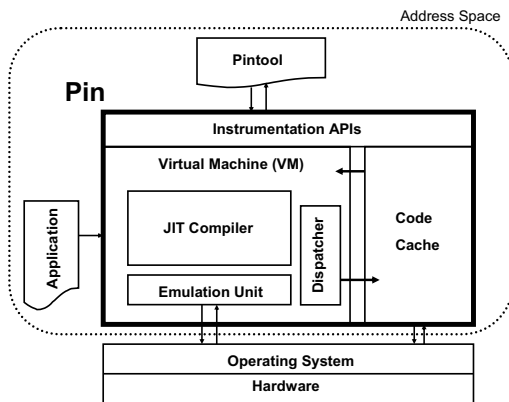 Address Space
Pintool
Pin
Instrumentation APIs
Virtual Machine (VM)
JIT Compiler
Emulation Unit
Dispatcher
Code
Cache
Application
Operating System
Hardware